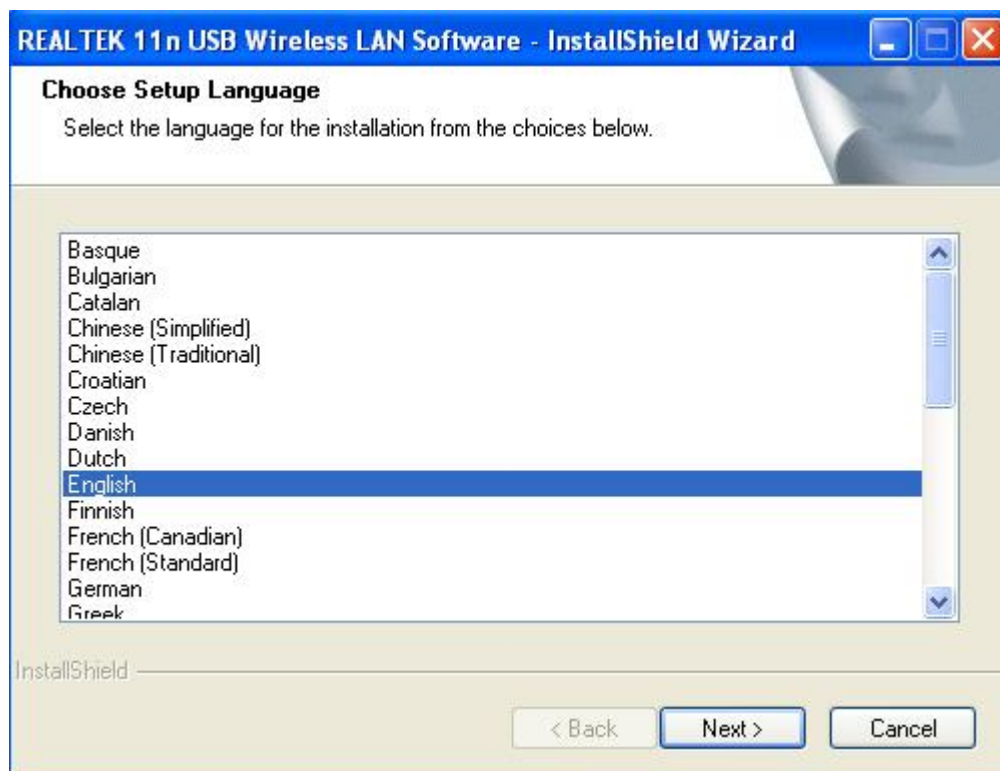 REALTEK 11n USB Wireless LAN Software - InstallShield Wizard
Choose Setup Language
Select the language for the installation from the choices below.
Basque
Bulgarian
Catalan
Chinese (Simplified)
Chinese (Traditional)
Croatian
Czech
Danish
Dutch
English
Finnish
French (Canadian)
French (Standard)
German
Greek
InstallShield
< Back
Next >
Cancel